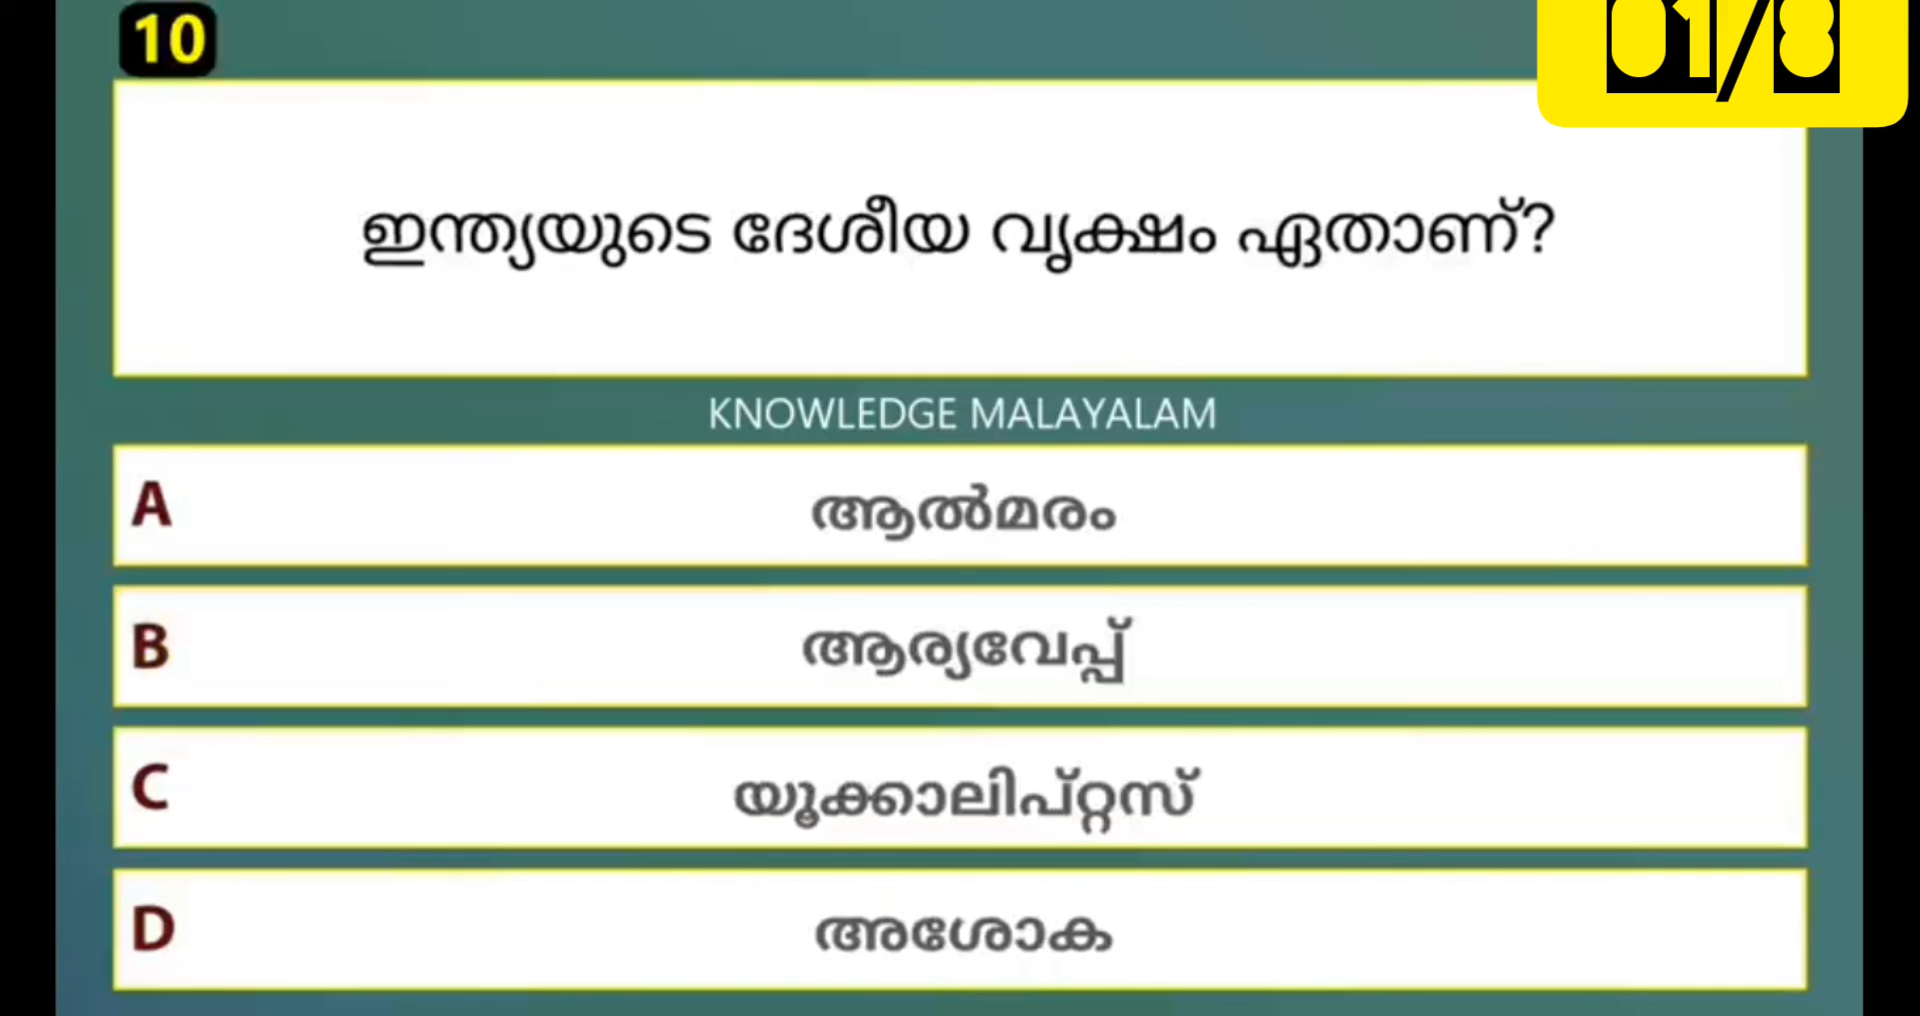 10
01/8
ഇന്ത്യയുടെ ദേശീയ വൃക്ഷം ഏതാണ്?
KNOWLEDGE MALAYALAM
A ആൽമരം
B ആര്യവേപ്പ്
C യൂക്കാലിപ്റ്റസ്
D അശോക